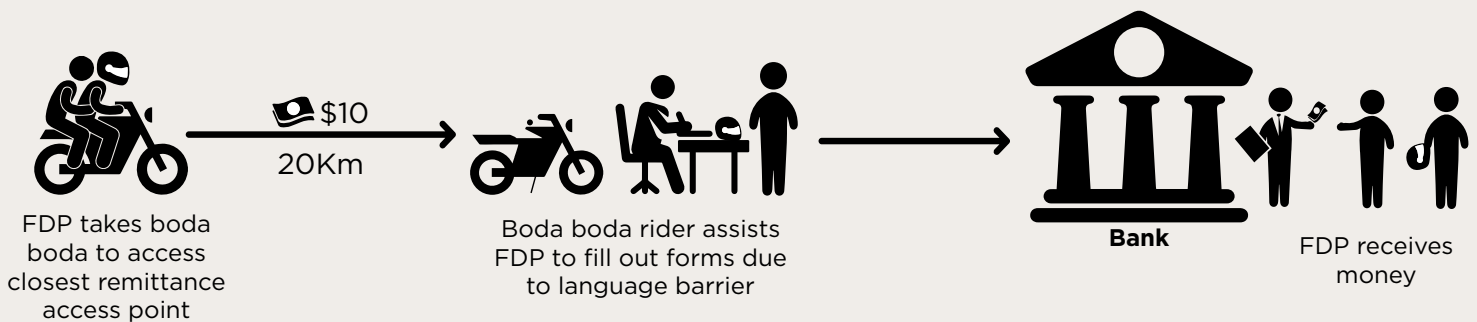 $10
20Km
FDP takes boda
boda to access
closest remittance
access point
Boda boda rider assists
FDP to fill out forms due
to language barrier
Bank
FDP receives
money